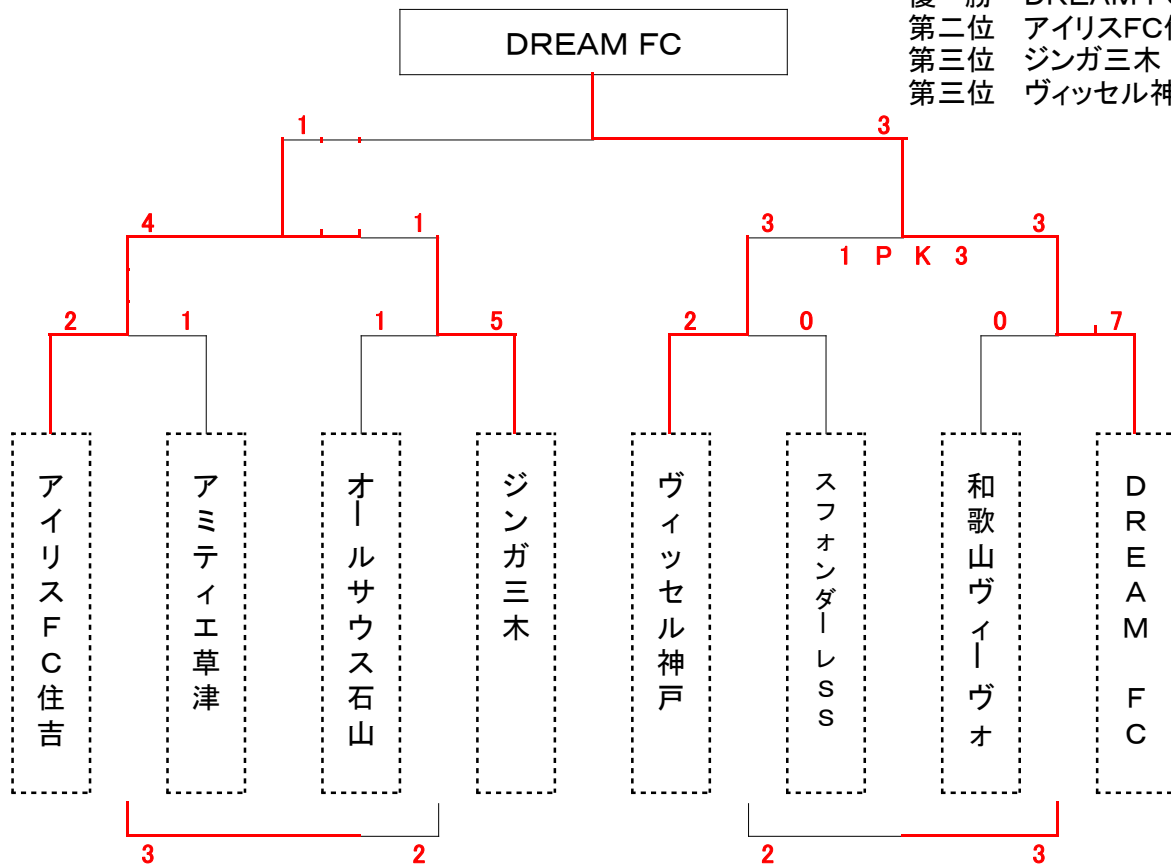 優　勝　DREAM FC
第二位　アイリスFC
第三位　ジンガ三木
第三位　ヴィッセル神
DREAM FC
1 3
4 1 3 3
1 P K 3
2 1 1 5 2 0 0 7
アイリスFC住吉
アミティエ草津
オールサウス石山
ジンガ三木
ヴィッセル神戸
スフォンダーレSS
和歌山ヴィーヴォ
DREAM FC
3 2 2 3